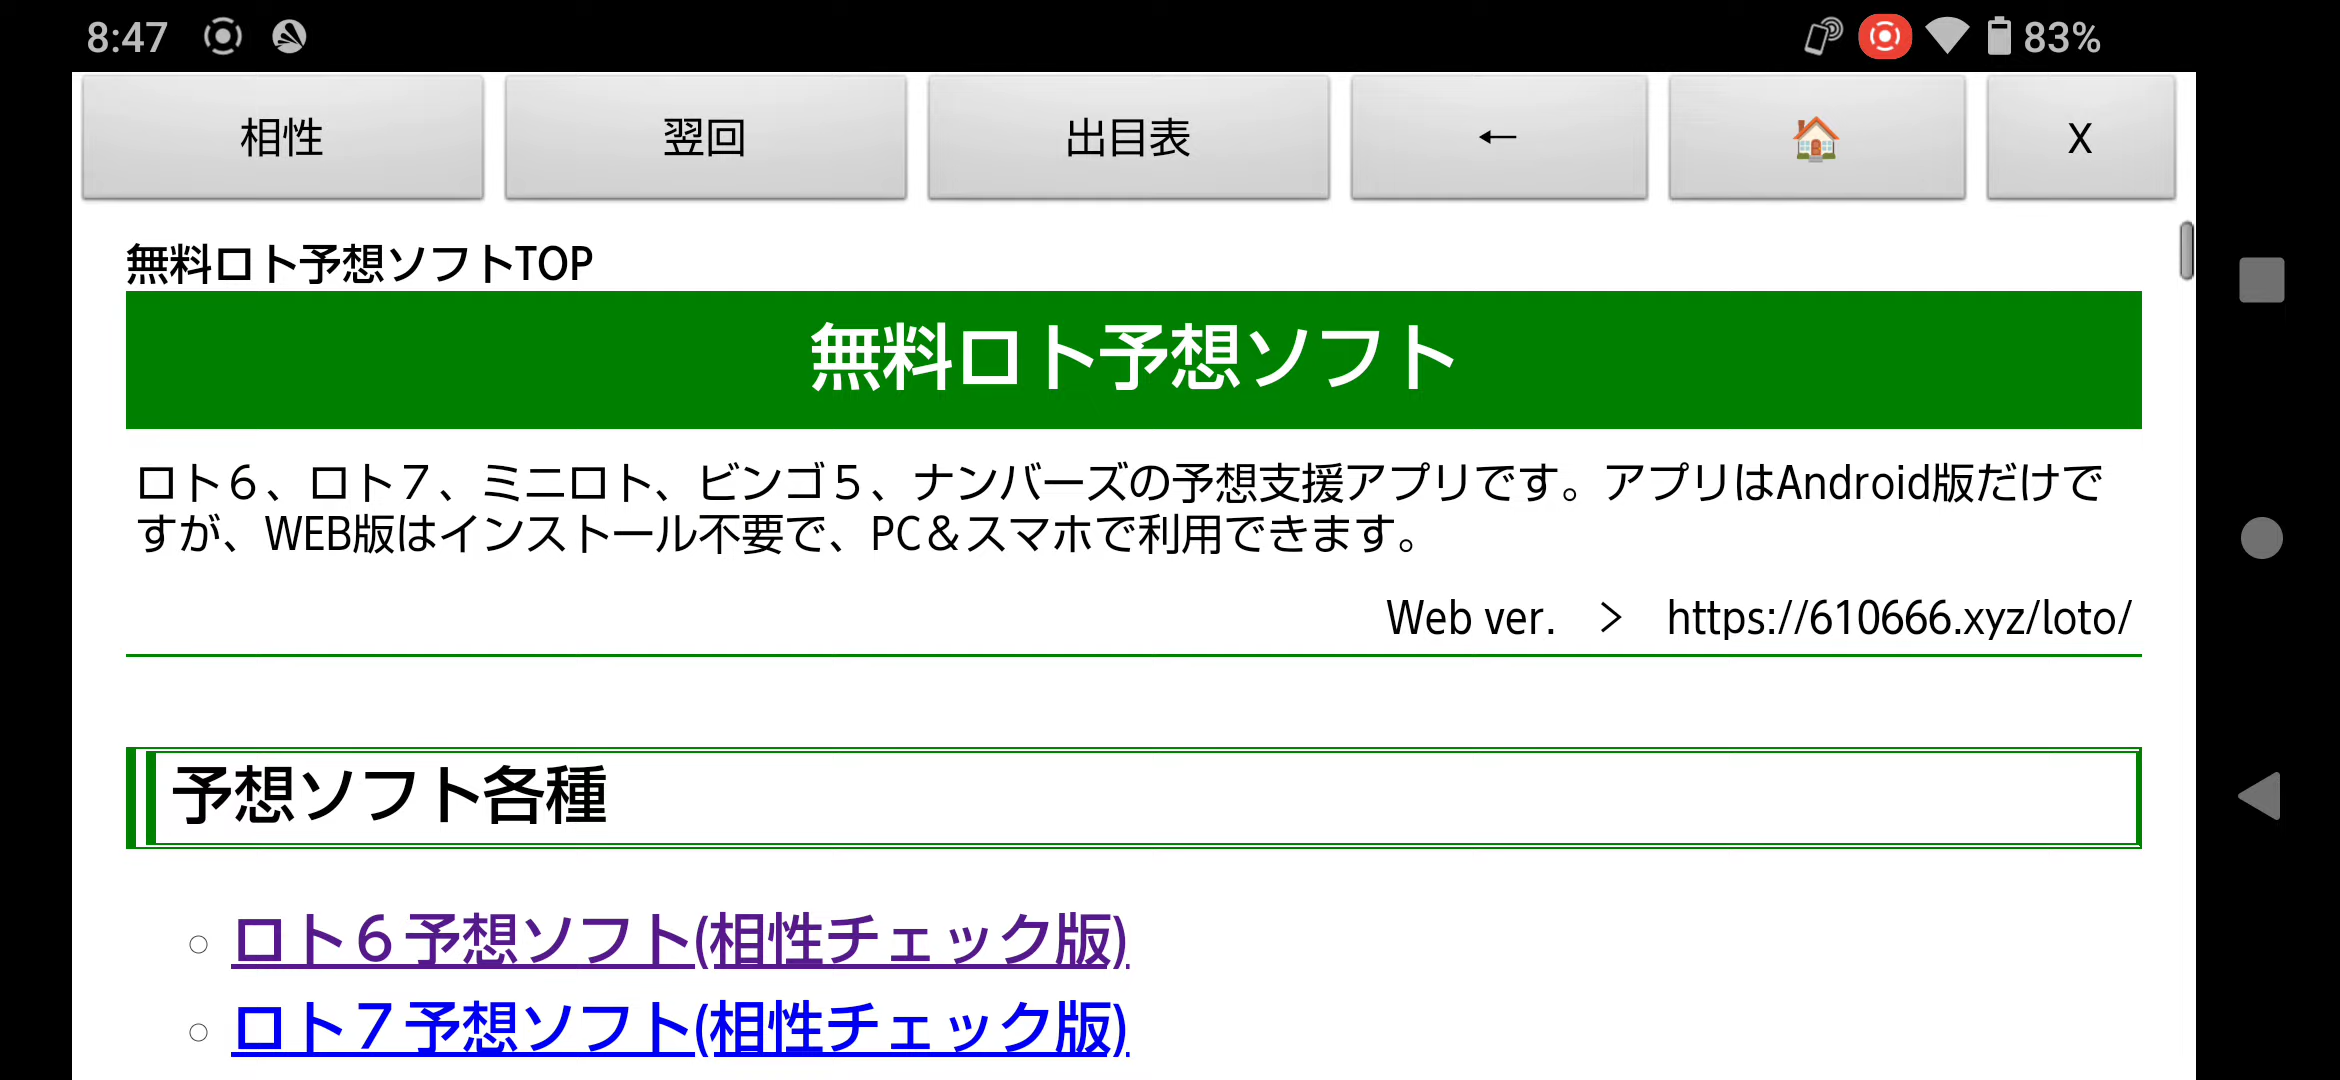 8:47 83%
相性 翌回 出目表 ← X
無料ロト予想ソフトTOP
無料ロト予想ソフト
ロト６、ロト７、ミニロト、ビンゴ５、ナンバーズの予想支援アプリです。アプリはAndroid版だけで
すが、WEB版はインストール不要で、PC＆スマホで利用できます。
Web ver. > https://610666.xyz/loto/
予想ソフト各種
ロト６予想ソフト(相性チェック版)
ロト７予想ソフト(相性チェック版)